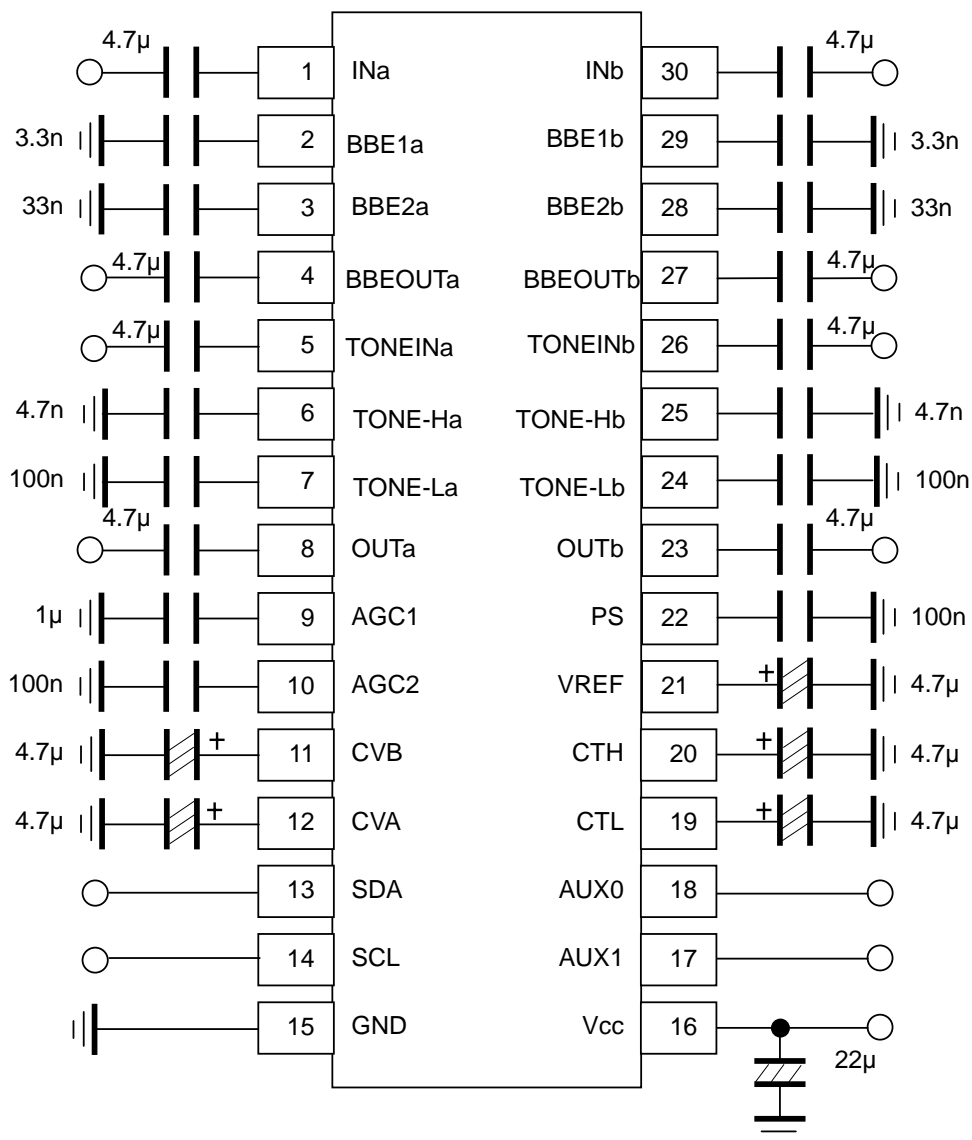 4.7µ 1 INa INb 30 4.7µ
3.3n 2 BBE1a BBE1b 29 3.3n
33n 3 BBE2a BBE2b 28 33n
4.7µ 4 BBEOUTa BBEOUTb 27 4.7µ
4.7µ 5 TONEINa TONEINb 26 4.7µ
4.7n 6 TONE-Ha TONE-Hb 25 4.7n
100n 7 TONE-La TONE-Lb 24 100n
4.7µ 8 OUTa OUTb 23 4.7µ
1µ 9 AGC1 PS 22 100n
100n 10 AGC2 VREF 21 + 4.7µ
4.7µ + 11 CVB CTH 20 + 4.7µ
4.7µ + 12 CVA CTL 19 + 4.7µ
13 SDA AUX0 18
14 SCL AUX1 17
15 GND Vcc 16
22µ